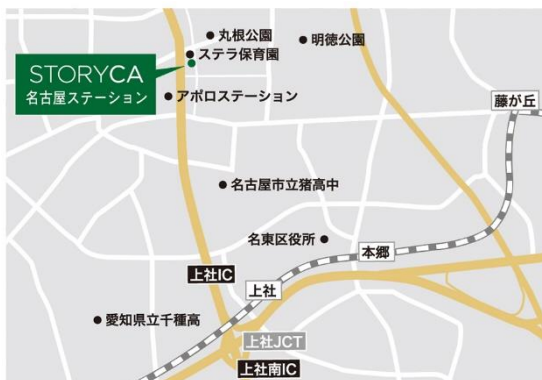 丸根公園
明徳公園
ステラ保育園
STORYCA
名古屋ステーション
アポロステーション
藤が丘
名古屋市立猪高中
名東区役所
本郷
上社IC
上社
愛知県立千種高
上社JCT
上社南IC